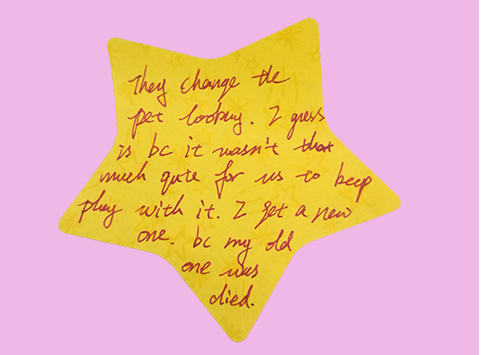 They change the
pet looking. I guess
is bc it wasn't that
much qute for us to keep
play with it. I get a new
one. bc my old
one was
died.